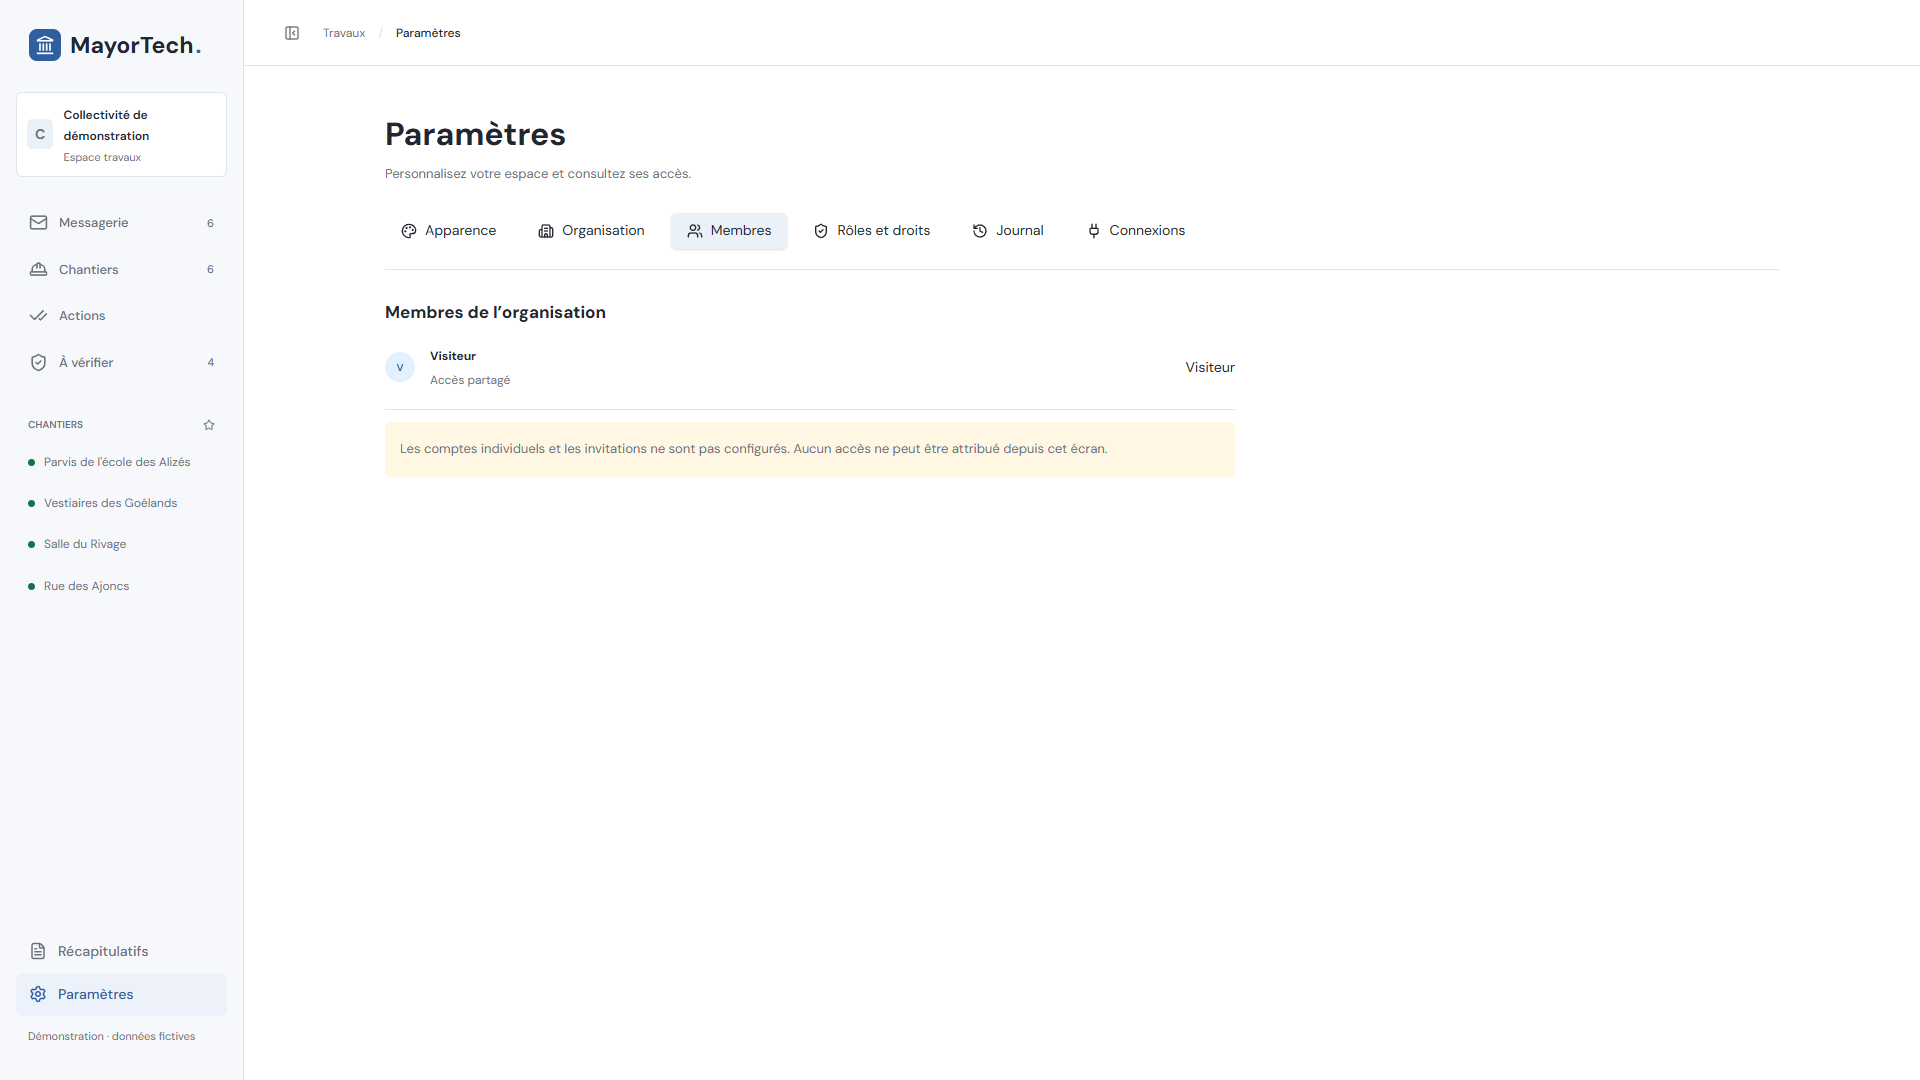 MayorTech.
Collectivité de
démonstration
Espace travaux
C
Messagerie 6
Chantiers 6
Actions
À vérifier 4
CHANTIERS
Parvis de l'école des Alizés
Vestiaires des Goélands
Salle du Rivage
Rue des Ajoncs
Récapitulatifs
Paramètres
Démonstration · données fictives
Travaux / Paramètres
Paramètres
Personnalisez votre espace et consultez ses accès.
Apparence Organisation Membres Rôles et droits Journal Connexions
Membres de l’organisation
V
Visiteur
Accès partagé
Visiteur
Les comptes individuels et les invitations ne sont pas configurés. Aucun accès ne peut être attribué depuis cet écran.